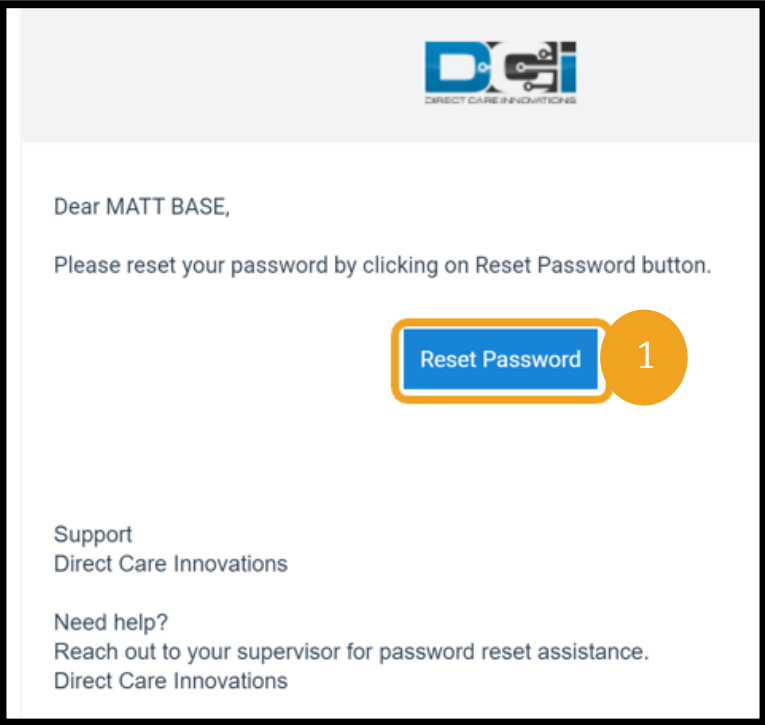 DCi
DIRECT CARE INNOVATIONS
Dear MATT BASE,
Please reset your password by clicking on Reset Password button.
Reset Password
1
Support
Direct Care Innovations
Need help?
Reach out to your supervisor for password reset assistance.
Direct Care Innovations